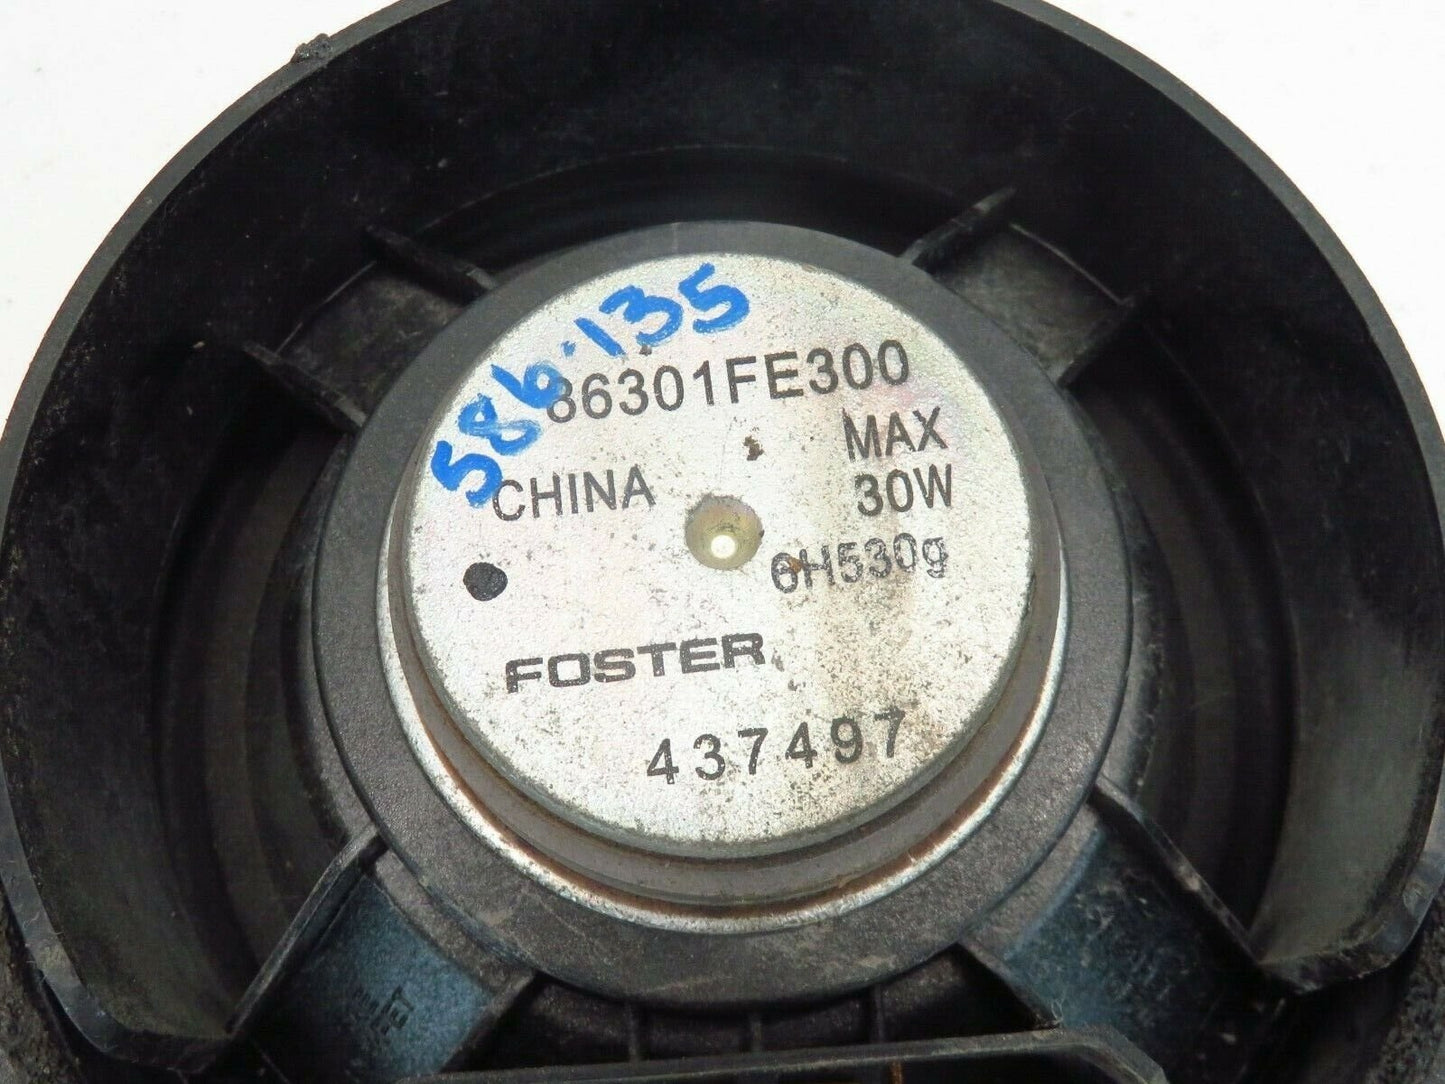 586-135
86301FE300
MAX
CHINA 30W
6H530g
FOSTER
437497